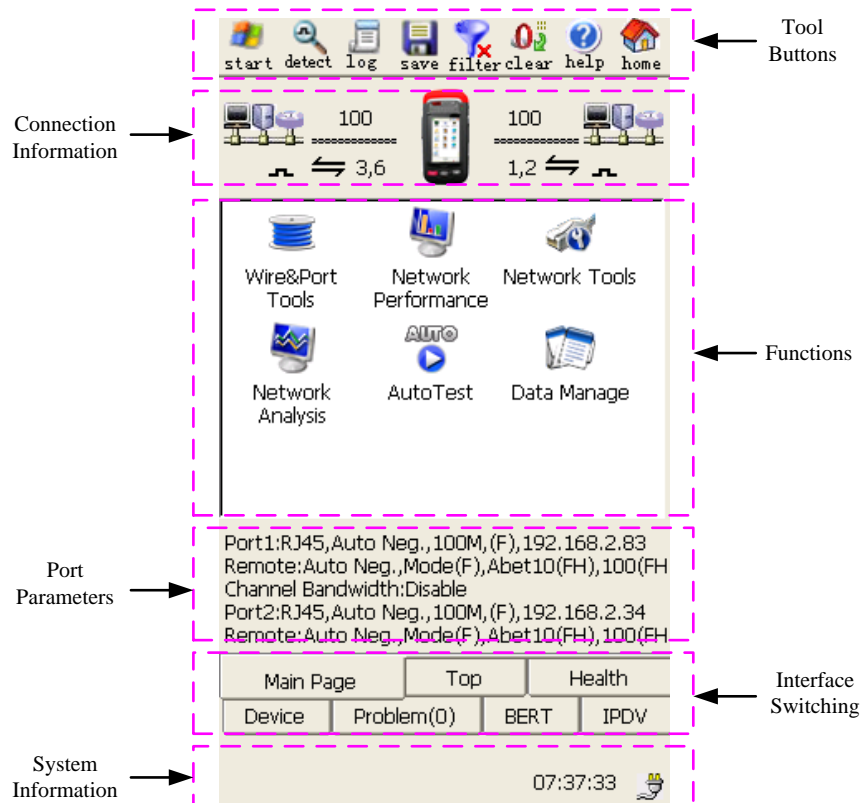 start detect log save filter clear help home
Tool
Buttons
Connection
Information
100 100
3,6 1,2
Wire&Port
Tools
Network
Performance
Network Tools
Network
Analysis
AUTO
AutoTest
Data Manage
Functions
Port
Parameters
Port1:RJ45,Auto Neg.,100M,(F),192.168.2.83
Remote:Auto Neg.,Mode(F),Abet10(FH),100(FH
Channel Bandwidth:Disable
Port2:RJ45,Auto Neg.,100M,(F),192.168.2.34
Remote:Auto Neg.,Mode(F),Abet10(FH),100(FH
Main Page Top Health
Device Problem(0) BERT IPDV
Interface
Switching
System
Information
07:37:33